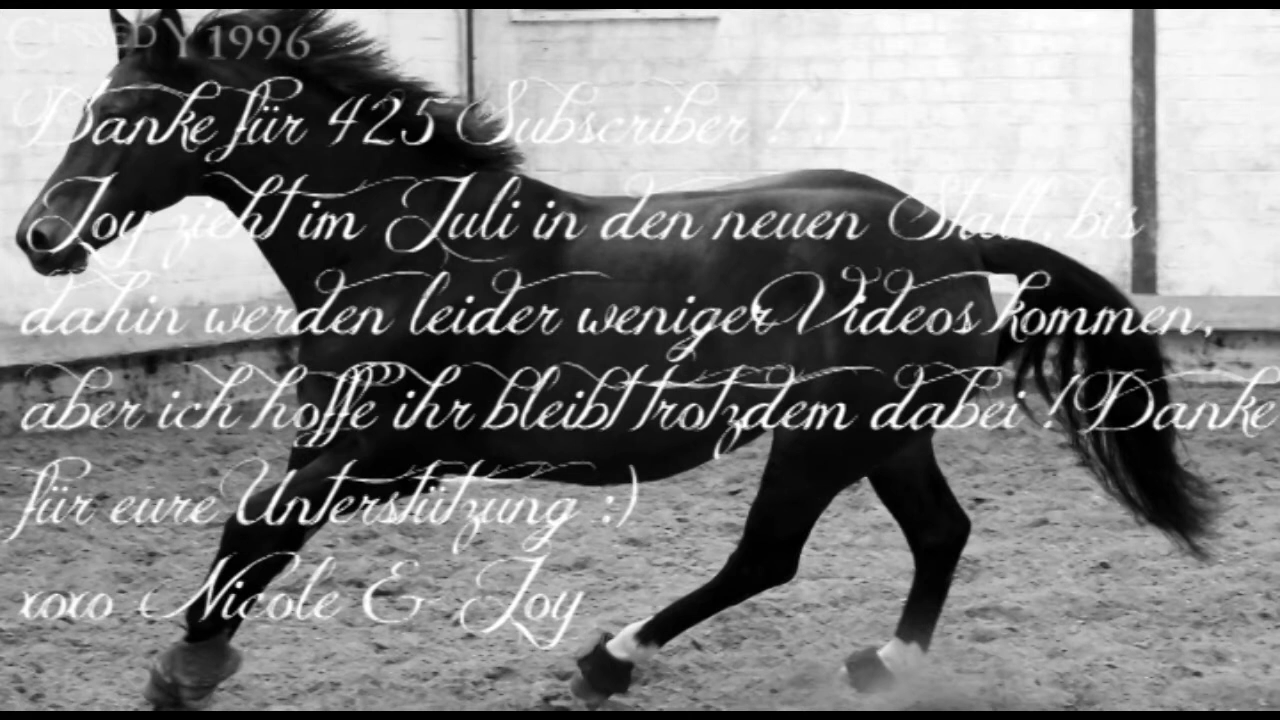 CessedY1996
Danke für 425 Subscriber ! :)
Joy zieht im Juli in den neuen Stall, bis
dahin werden leider weniger Videos kommen,
aber ich hoffe ihr bleibt trotzdem dabei ! Danke
für eure Unterstützung :)
xoxo Nicole & Joy